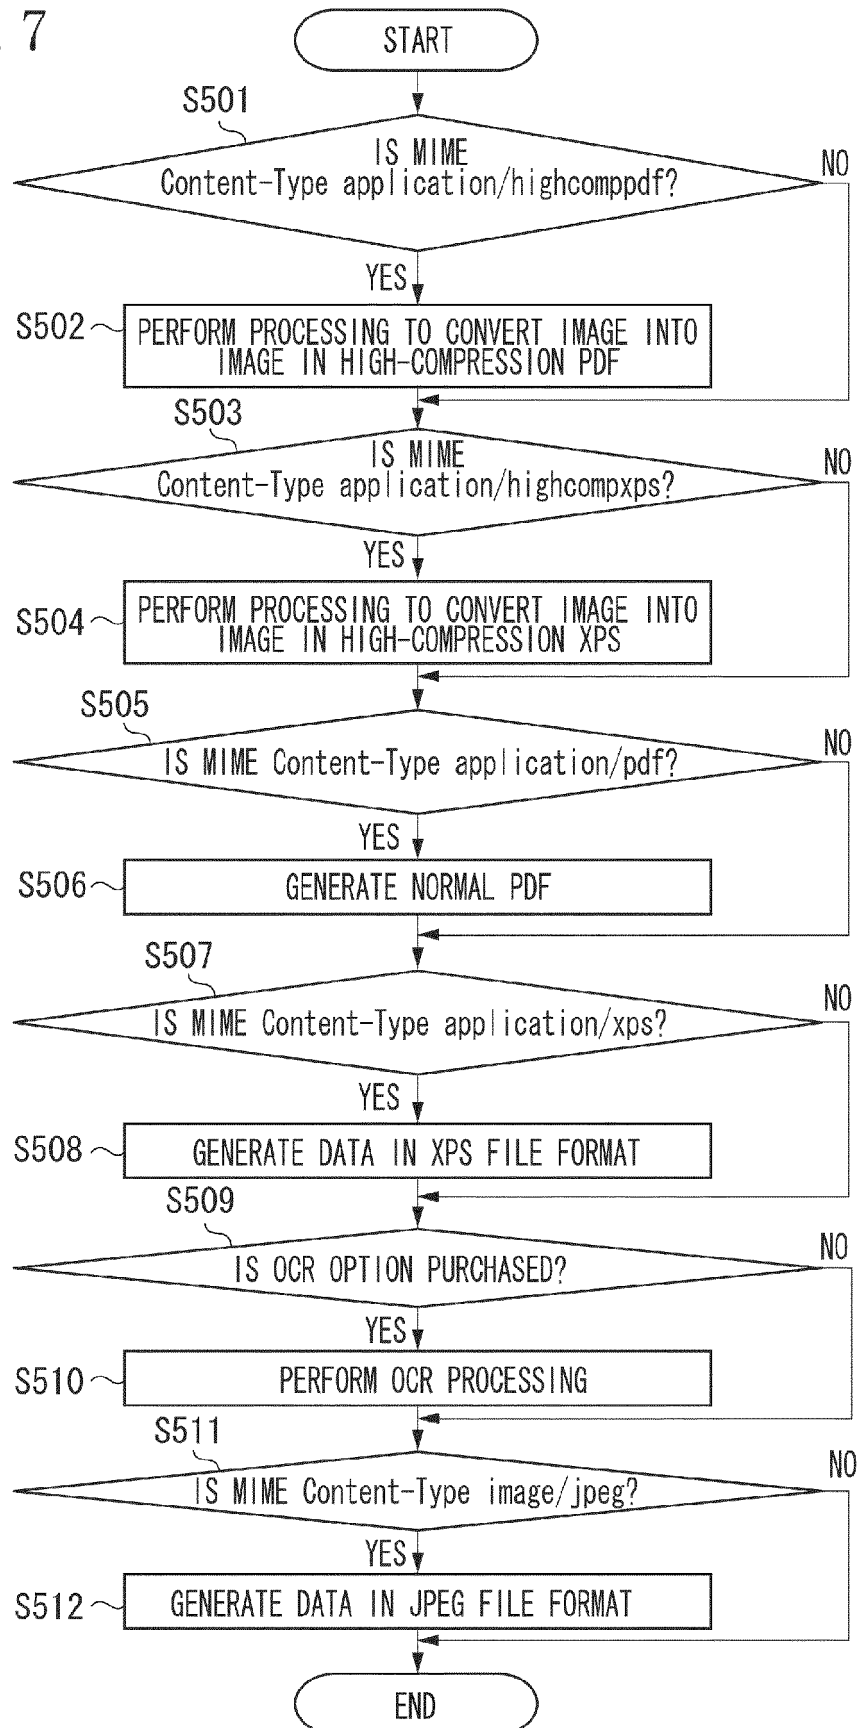 . 7
START
S501
IS MIME
Content-Type application/highcomppdf?
NO
YES
S502
PERFORM PROCESSING TO CONVERT IMAGE INTO
IMAGE IN HIGH-COMPRESSION PDF
S503
IS MIME
Content-Type application/highcompxps?
NO
YES
S504
PERFORM PROCESSING TO CONVERT IMAGE INTO
IMAGE IN HIGH-COMPRESSION XPS
S505
IS MIME Content-Type application/pdf?
NO
YES
S506
GENERATE NORMAL PDF
S507
IS MIME Content-Type application/xps?
NO
YES
S508
GENERATE DATA IN XPS FILE FORMAT
S509
IS OCR OPTION PURCHASED?
NO
YES
S510
PERFORM OCR PROCESSING
S511
IS MIME Content-Type image/jpeg?
NO
YES
S512
GENERATE DATA IN JPEG FILE FORMAT
END